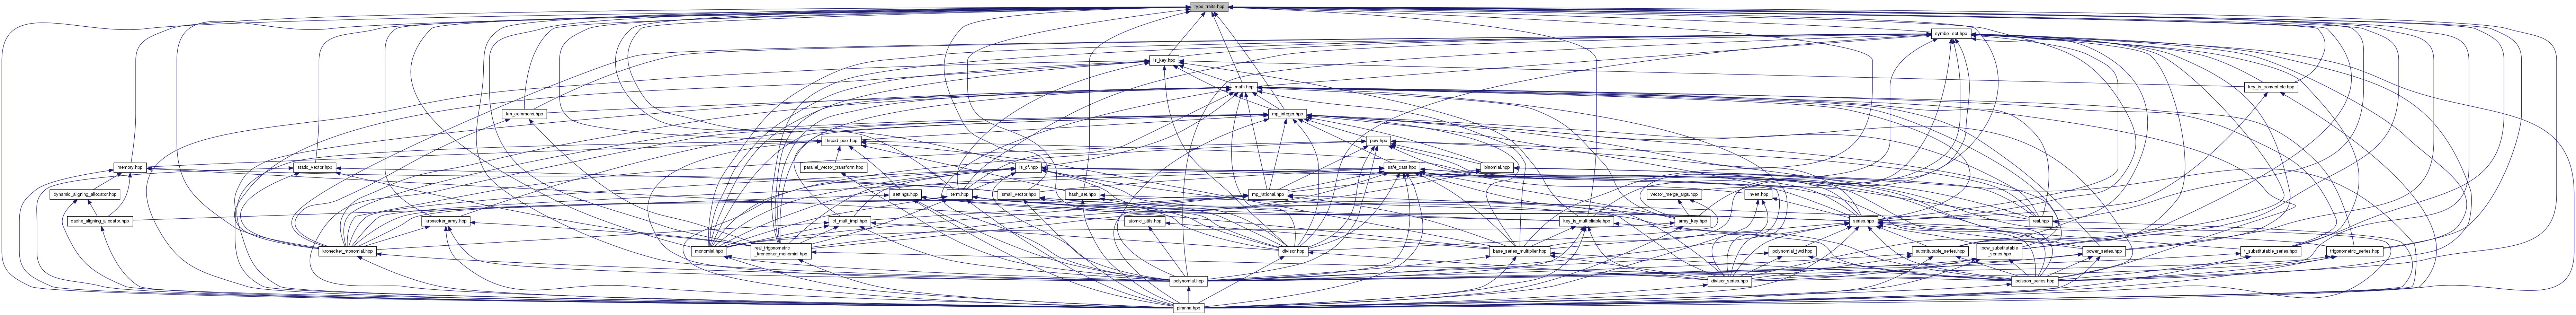 type_traits.hpp
symbol_set.hpp
is_key.hpp
math.hpp
key_is_convertible.hpp
km_commons.hpp
mp_integer.hpp
thread_pool.hpp
pow.hpp
memory.hpp
static_vector.hpp
parallel_vector_transform.hpp
is_cf.hpp
safe_cast.hpp
binomial.hpp
dynamic_aligning_allocator.hpp
settings.hpp
term.hpp
small_vector.hpp
hash_set.hpp
mp_rational.hpp
vector_merge_args.hpp
invert.hpp
cache_aligning_allocator.hpp
kronecker_array.hpp
cf_mult_impl.hpp
atomic_utils.hpp
key_is_multipliable.hpp
array_key.hpp
series.hpp
real.hpp
kronecker_monomial.hpp
monomial.hpp
real_trigonometric
_kronecker_monomial.hpp
divisor.hpp
base_series_multiplier.hpp
polynomial_fwd.hpp
substitutable_series.hpp
ipow_substitutable
_series.hpp
power_series.hpp
t_substitutable_series.hpp
trigonometric_series.hpp
polynomial.hpp
divisor_series.hpp
poisson_series.hpp
piranha.hpp